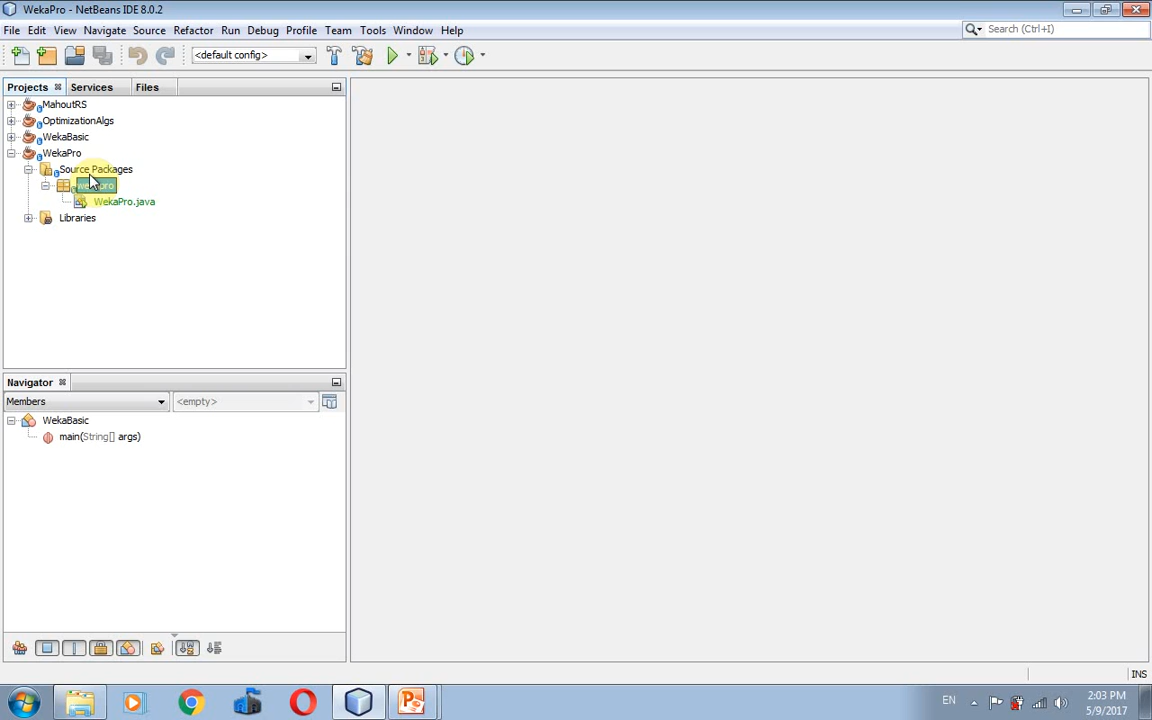 WekaPro - NetBeans IDE 8.0.2
File Edit View Navigate Source Refactor Run Debug Profile Team Tools Window Help
Search (Ctrl+I)
<default config>
Projects Services Files
MahoutRS
OptimizationAlgs
WekaBasic
WekaPro
Source Packages
wekapro
WekaPro.java
Libraries
Navigator
Members <empty>
WekaBasic
main(String[] args)
INS
EN
2:03 PM
5/9/2017